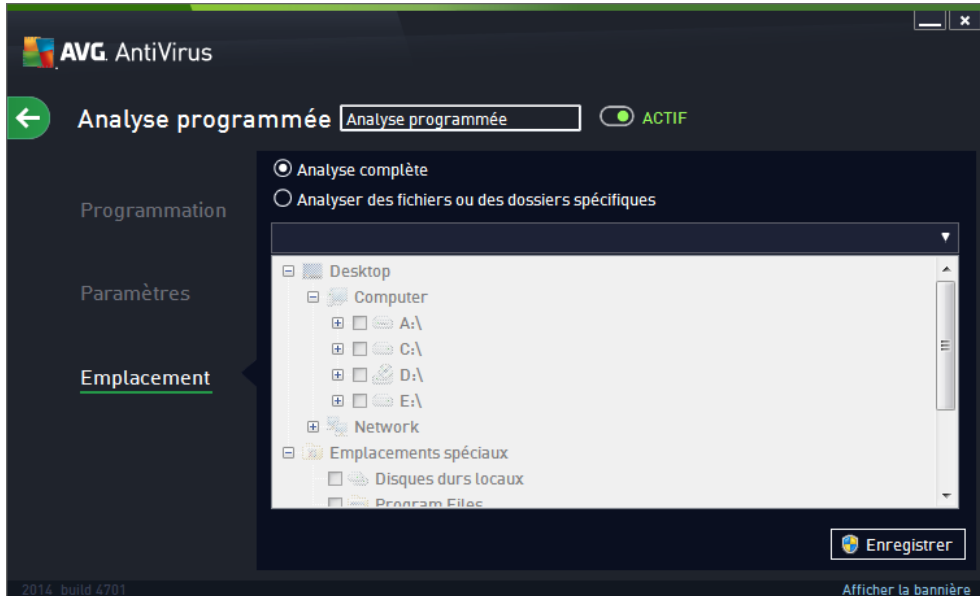 AVG. AntiVirus
Analyse programmée Analyse programmée ACTIF
Analyse complète
Analyser des fichiers ou des dossiers spécifiques
Programmation
Paramètres
Emplacement
Desktop
Computer
A:\
C:\
D:\
E:\
Network
Emplacements spéciaux
Disques durs locaux
Program Files
Enregistrer
2014 build 4701
Afficher la bannière